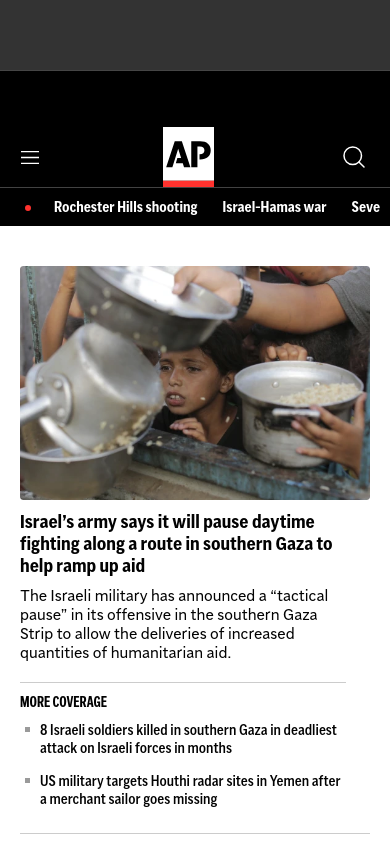 AP
Rochester Hills shooting Israel-Hamas war Seve
Israel’s army says it will pause daytime
fighting along a route in southern Gaza to
help ramp up aid
The Israeli military has announced a “tactical
pause” in its offensive in the southern Gaza
Strip to allow the deliveries of increased
quantities of humanitarian aid.
MORE COVERAGE
8 Israeli soldiers killed in southern Gaza in deadliest
attack on Israeli forces in months
US military targets Houthi radar sites in Yemen after
a merchant sailor goes missing